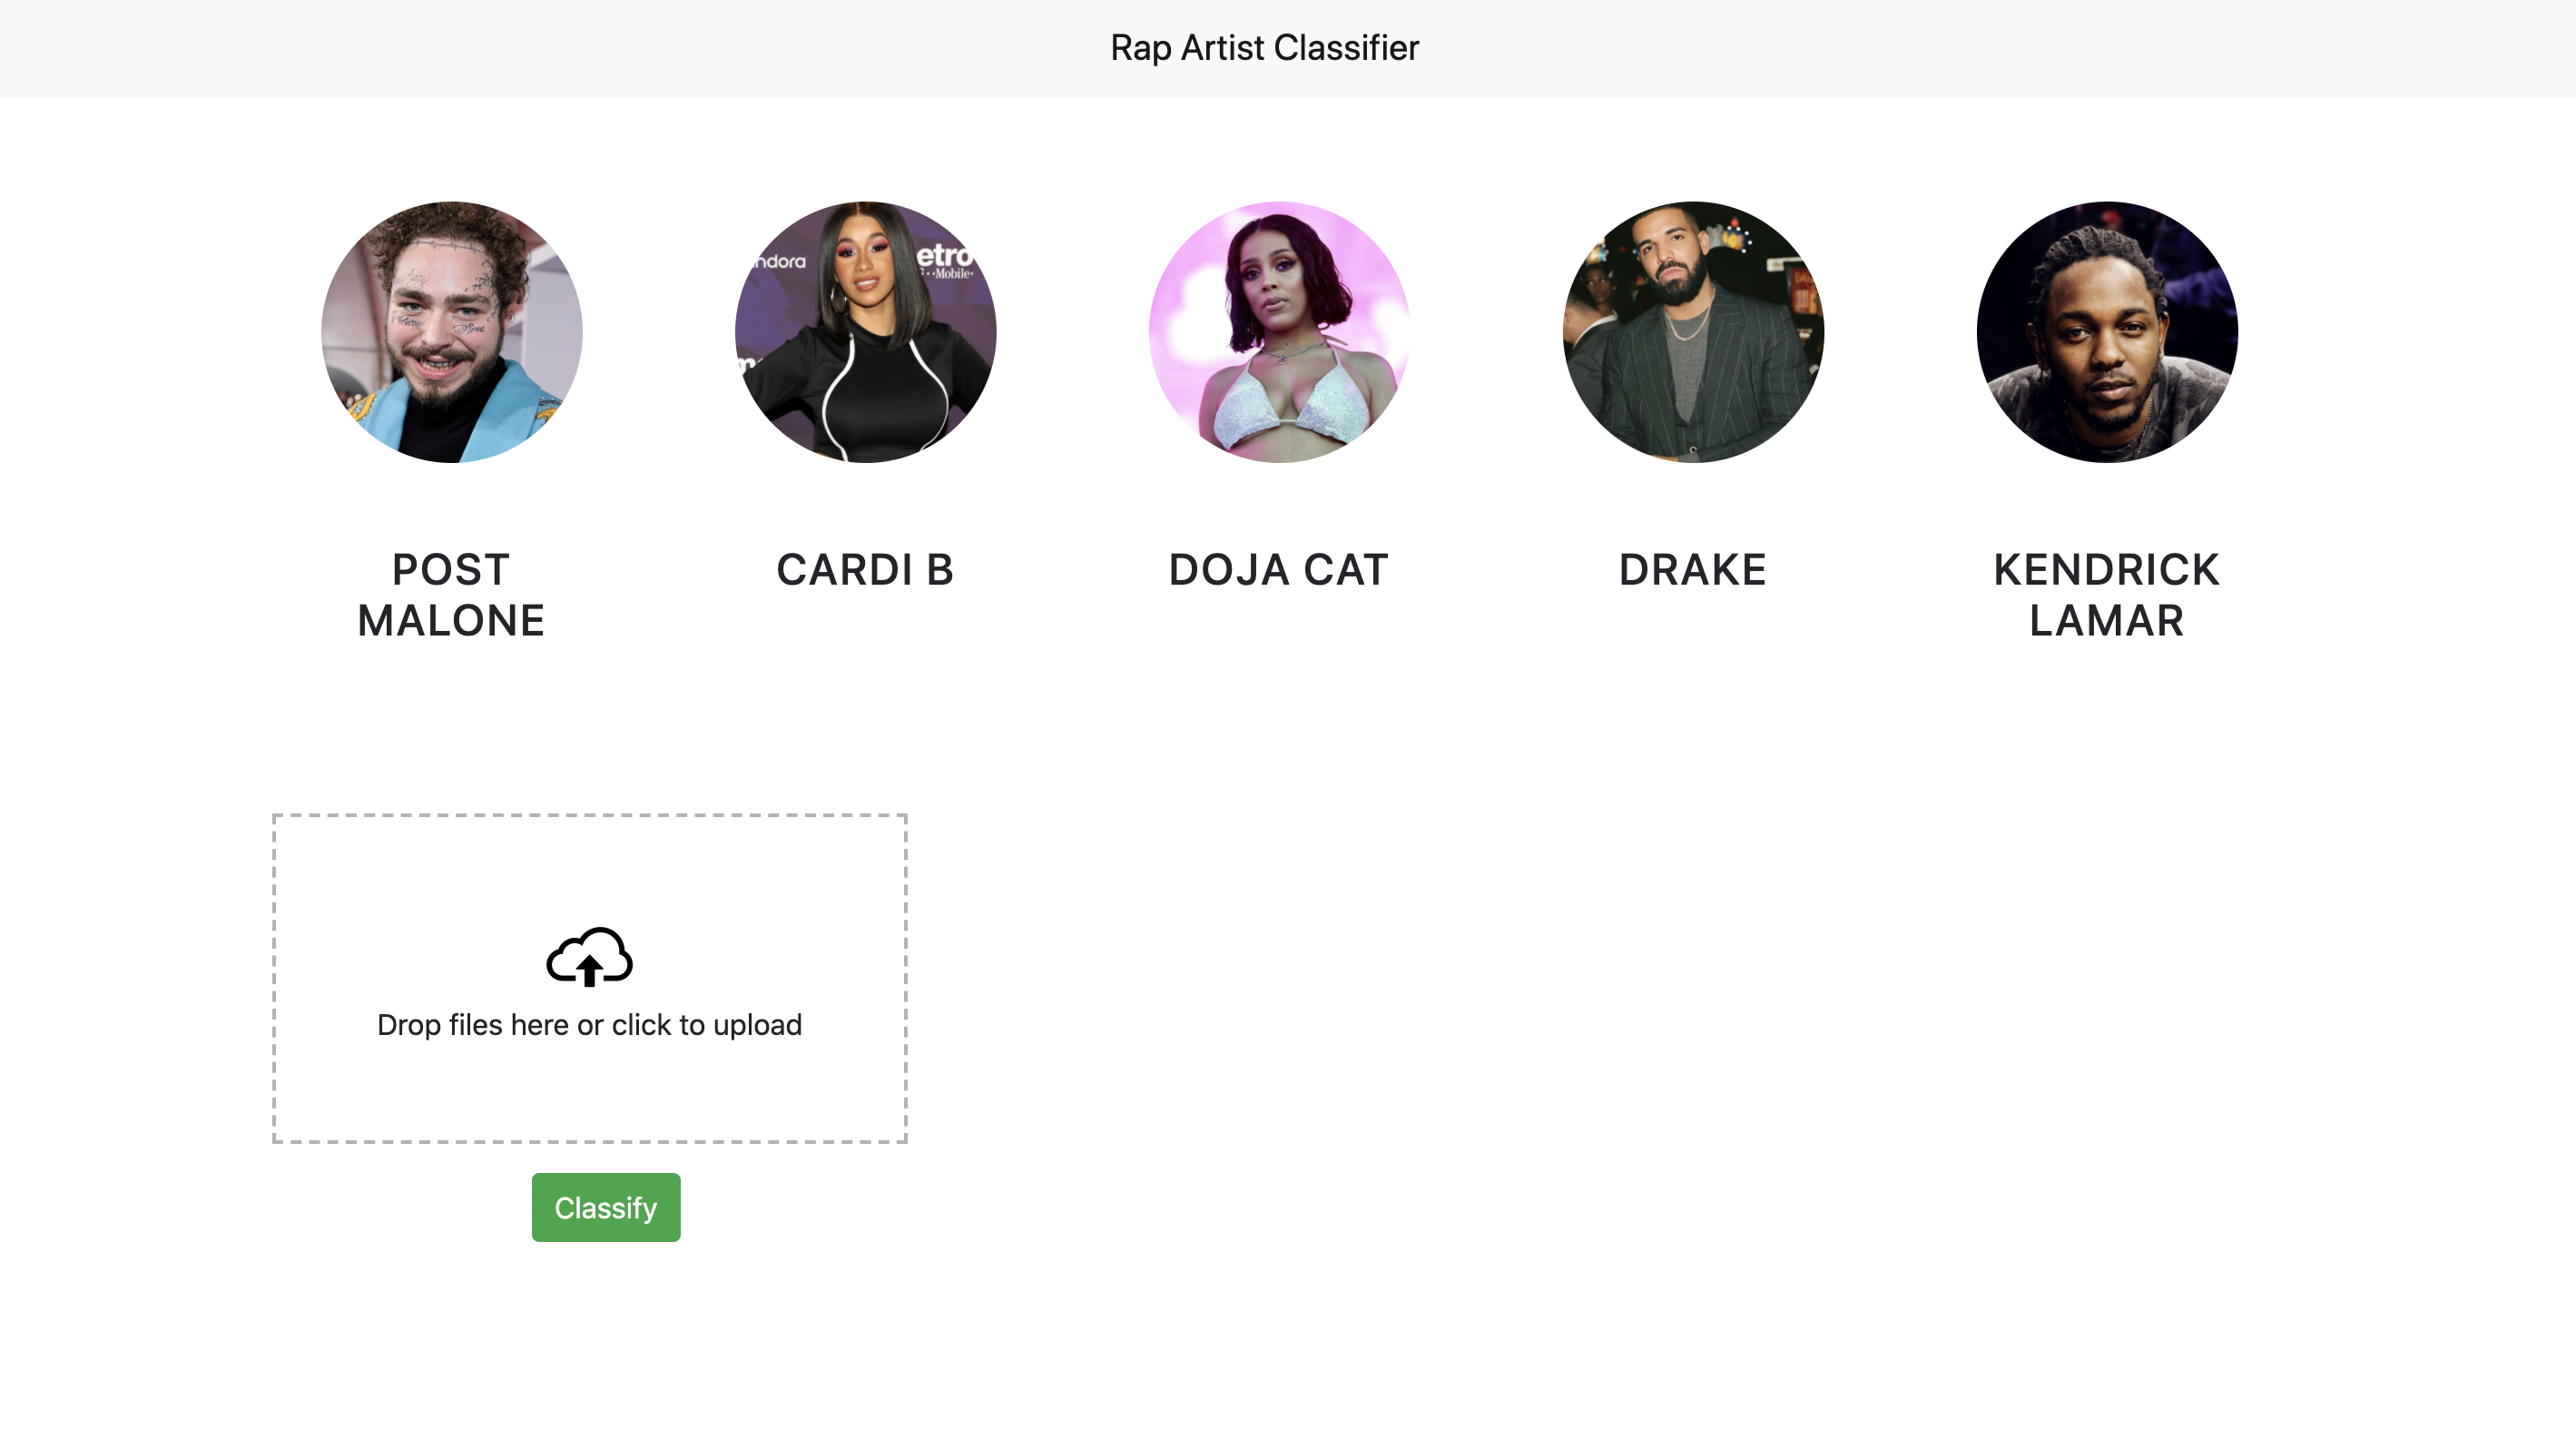 Rap Artist Classifier
ndora
etro
Mobile
POST
MALONE
CARDI B
DOJA CAT
DRAKE
KENDRICK
LAMAR
Drop files here or click to upload
Classify